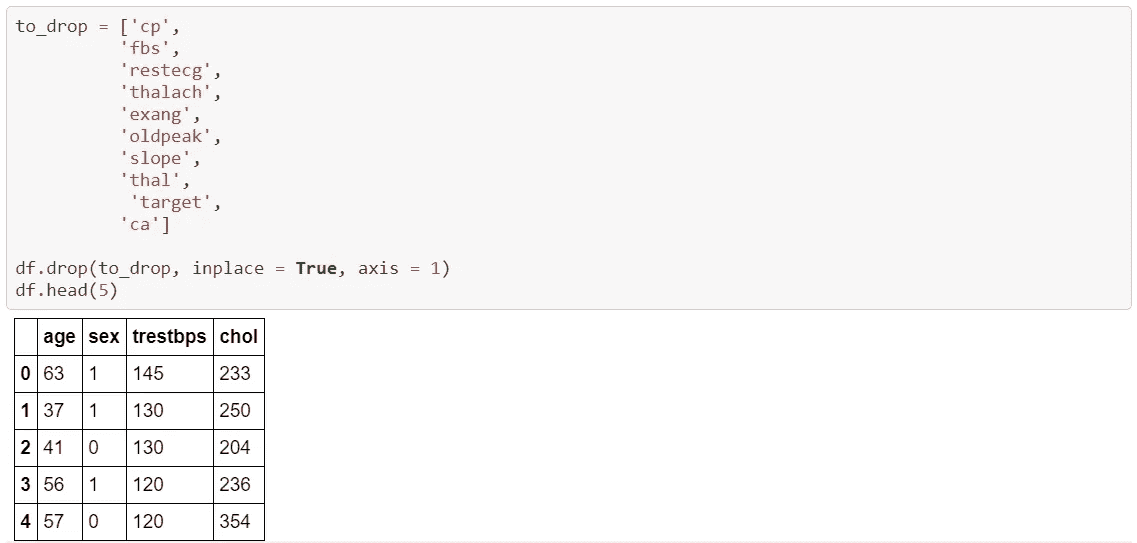 to_drop = ['cp',
'fbs',
'restecg',
'thalach',
'exang',
'oldpeak',
'slope',
'thal',
'target',
'ca']
df.drop(to_drop, inplace = True, axis = 1)
df.head(5)
age sex trestbps chol
0 63 1 145 233
1 37 1 130 250
2 41 0 130 204
3 56 1 120 236
4 57 0 120 354